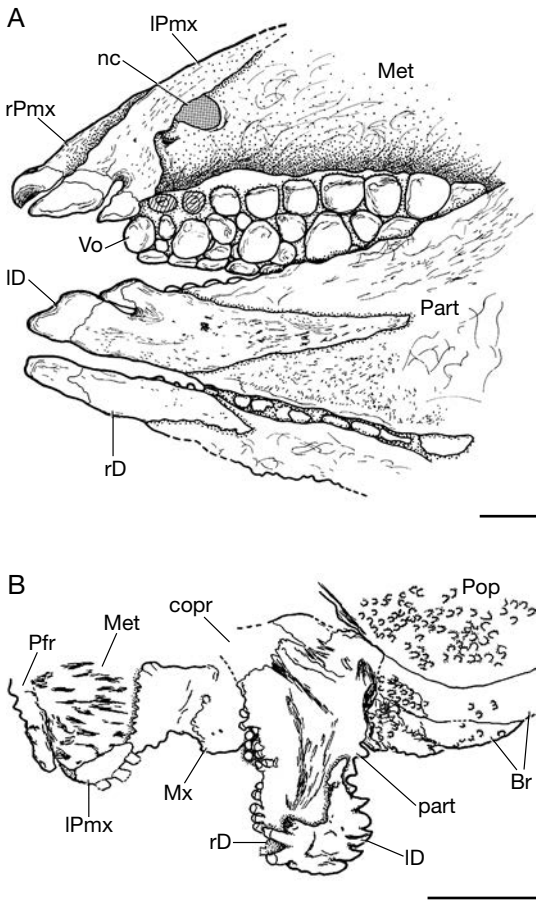 A
lPmx
nc
Met
rPmx
Vo
lD
Part
rD
B
Pop
copr
Met
Pfr
Br
Mx
part
lPmx
rD
lD